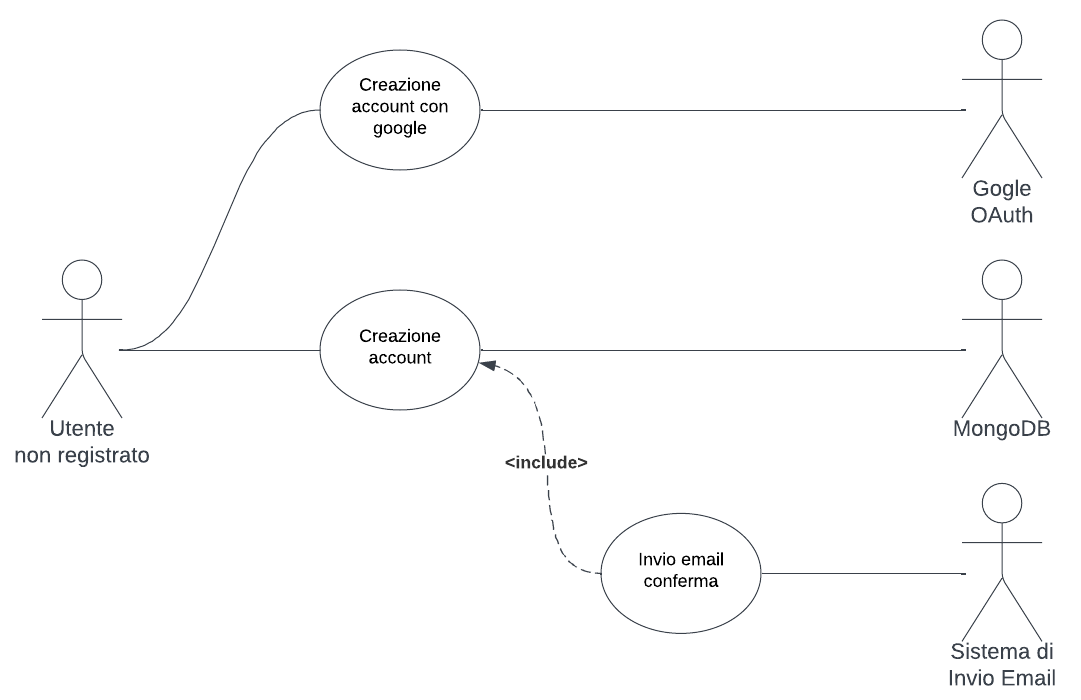 Creazione
account con
google
Gogle
OAuth
Utente
non registrato
Creazione
account
MongoDB
<include>
Invio email
conferma
Sistema di
Invio Email